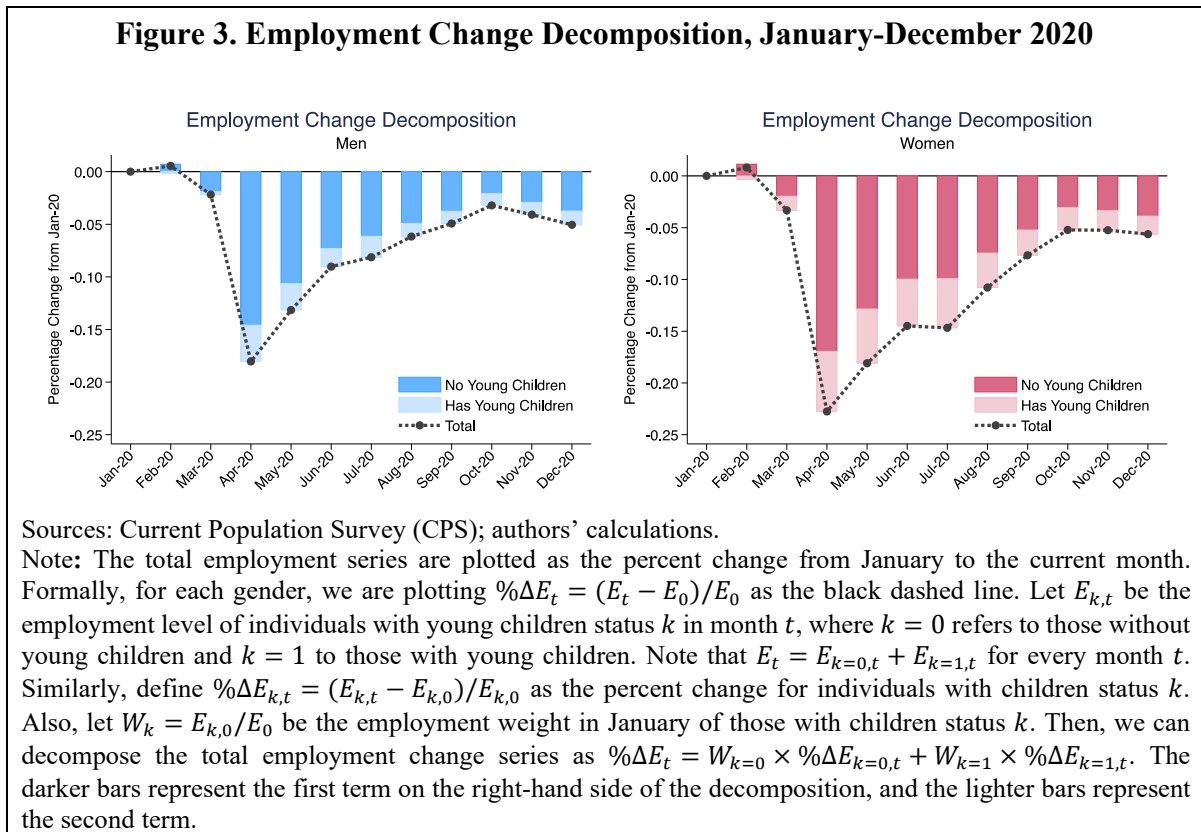 Figure 3. Employment Change Decomposition, January-December 2020
Employment Change Decomposition
Men
Percentage Change from Jan-20
0.00
-0.05
-0.10
-0.15
-0.20
-0.25
No Young Children
Has Young Children
Total
Jan-20
Feb-20
Mar-20
Apr-20
May-20
Jun-20
Jul-20
Aug-20
Sep-20
Oct-20
Nov-20
Dec-20
Employment Change Decomposition
Women
Percentage Change from Jan-20
0.00
-0.05
-0.10
-0.15
-0.20
-0.25
No Young Children
Has Young Children
Total
Jan-20
Feb-20
Mar-20
Apr-20
May-20
Jun-20
Jul-20
Aug-20
Sep-20
Oct-20
Nov-20
Dec-20
Sources: Current Population Survey (CPS); authors' calculations.
Note: The total employment series are plotted as the percent change from January to the current month.
Formally, for each gender, we are plotting %ΔE_t = (E_t − E_0)/E_0 as the black dashed line. Let E_{k,t} be the
employment level of individuals with young children status k in month t, where k = 0 refers to those without
young children and k = 1 to those with young children. Note that E_t = E_{k=0,t} + E_{k=1,t} for every month t.
Similarly, define %ΔE_{k,t} = (E_{k,t} − E_{k,0})/E_{k,0} as the percent change for individuals with children status k.
Also, let W_k = E_{k,0}/E_0 be the employment weight in January of those with children status k. Then, we can
decompose the total employment change series as %ΔE_t = W_{k=0} × %ΔE_{k=0,t} + W_{k=1} × %ΔE_{k=1,t}. The
darker bars represent the first term on the right-hand side of the decomposition, and the lighter bars represent
the second term.